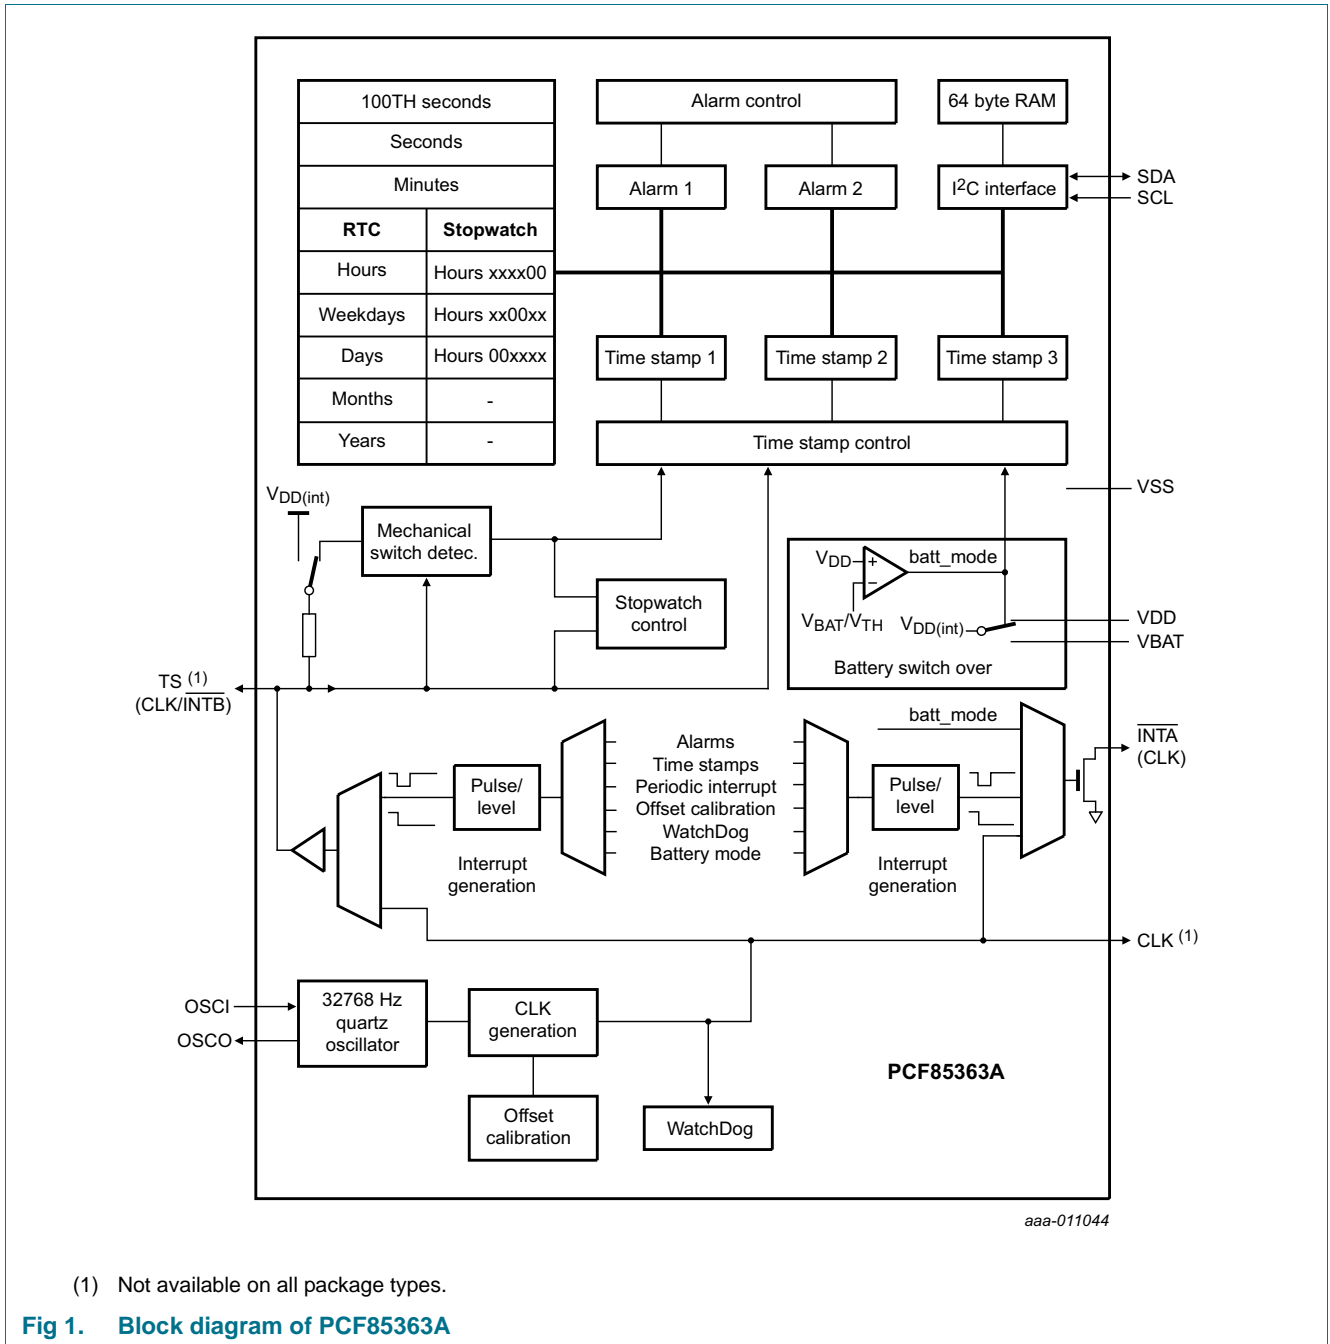 100TH seconds
Seconds
Minutes
RTC Stopwatch
Hours Hours xxxx00
Weekdays Hours xx00xx
Days Hours 00xxxx
Months -
Years -
Alarm control
64 byte RAM
Alarm 1
Alarm 2
I2C interface
SDA
SCL
Time stamp 1
Time stamp 2
Time stamp 3
Time stamp control
VSS
VDD(int)
Mechanical
switch detec.
Stopwatch
control
VDD
+
−
batt_mode
VBAT/VTH
VDD(int)
Battery switch over
VDD
VBAT
TS (1)
(CLK/INTB)
Pulse/
level
Interrupt
generation
Alarms
Time stamps
Periodic interrupt
Offset calibration
WatchDog
Battery mode
batt_mode
Pulse/
level
Interrupt
generation
INTA
(CLK)
CLK (1)
OSCI
OSCO
32768 Hz
quartz
oscillator
CLK
generation
Offset
calibration
WatchDog
PCF85363A
aaa-011044
(1) Not available on all package types.
Fig 1. Block diagram of PCF85363A